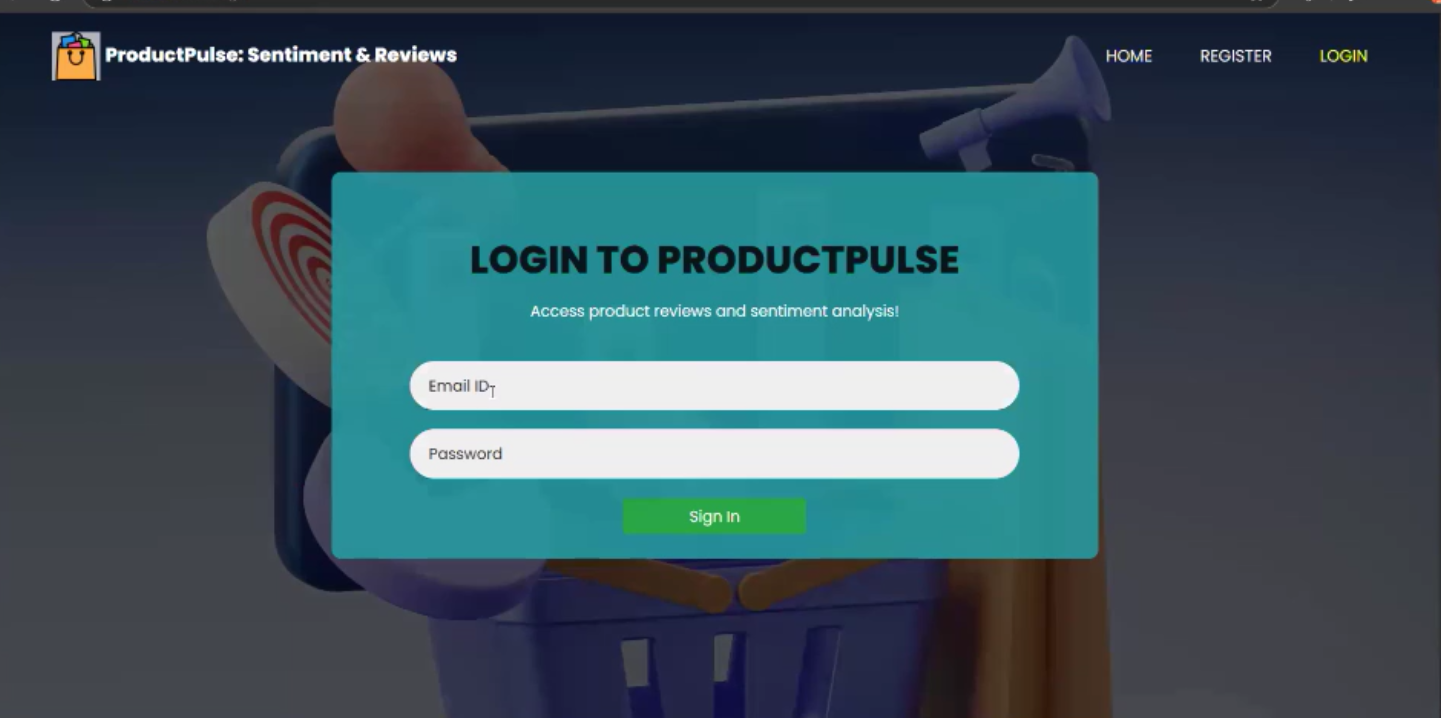 ProductPulse: Sentiment & Reviews
HOME
REGISTER
LOGIN
LOGIN TO PRODUCTPULSE
Access product reviews and sentiment analysis!
Email ID
Password
Sign In